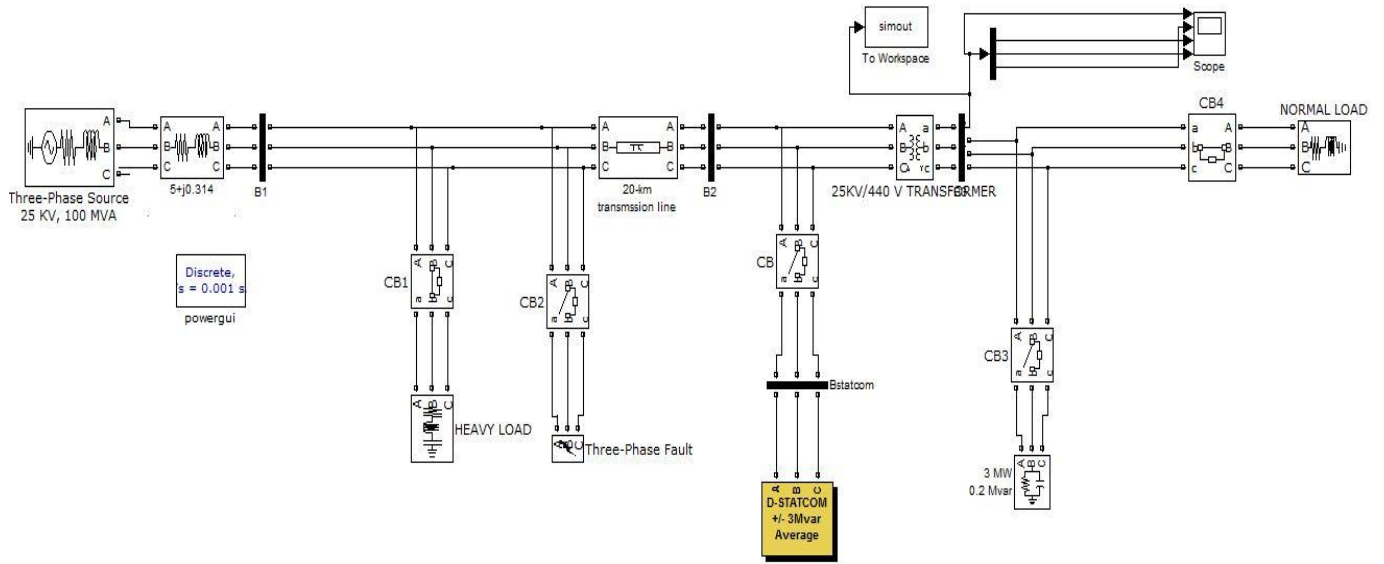 simout
To Workspace
Scope
CB4
NORMAL LOAD
A
B
C
A A
B B
C C
B1
A A
B B
C C
B2
A a
b
c
a A
b B
c C
A
B
C
Three-Phase Source
25 KV, 100 MVA
5+j0.314
20-km
transmssion line
25KV/440 V TRANSFORMER
Discrete,
s = 0.001 s
powergui
CB1
A B C
a b c
CB2
A B C
a b c
CB
A B C
a b c
CB3
A B C
a b c
Bstatcom
A B C
HEAVY LOAD
A B C
Three-Phase Fault
A B C
3 MW
0.2 Mvar
A B C
D-STATCOM
+/- 3Mvar
Average